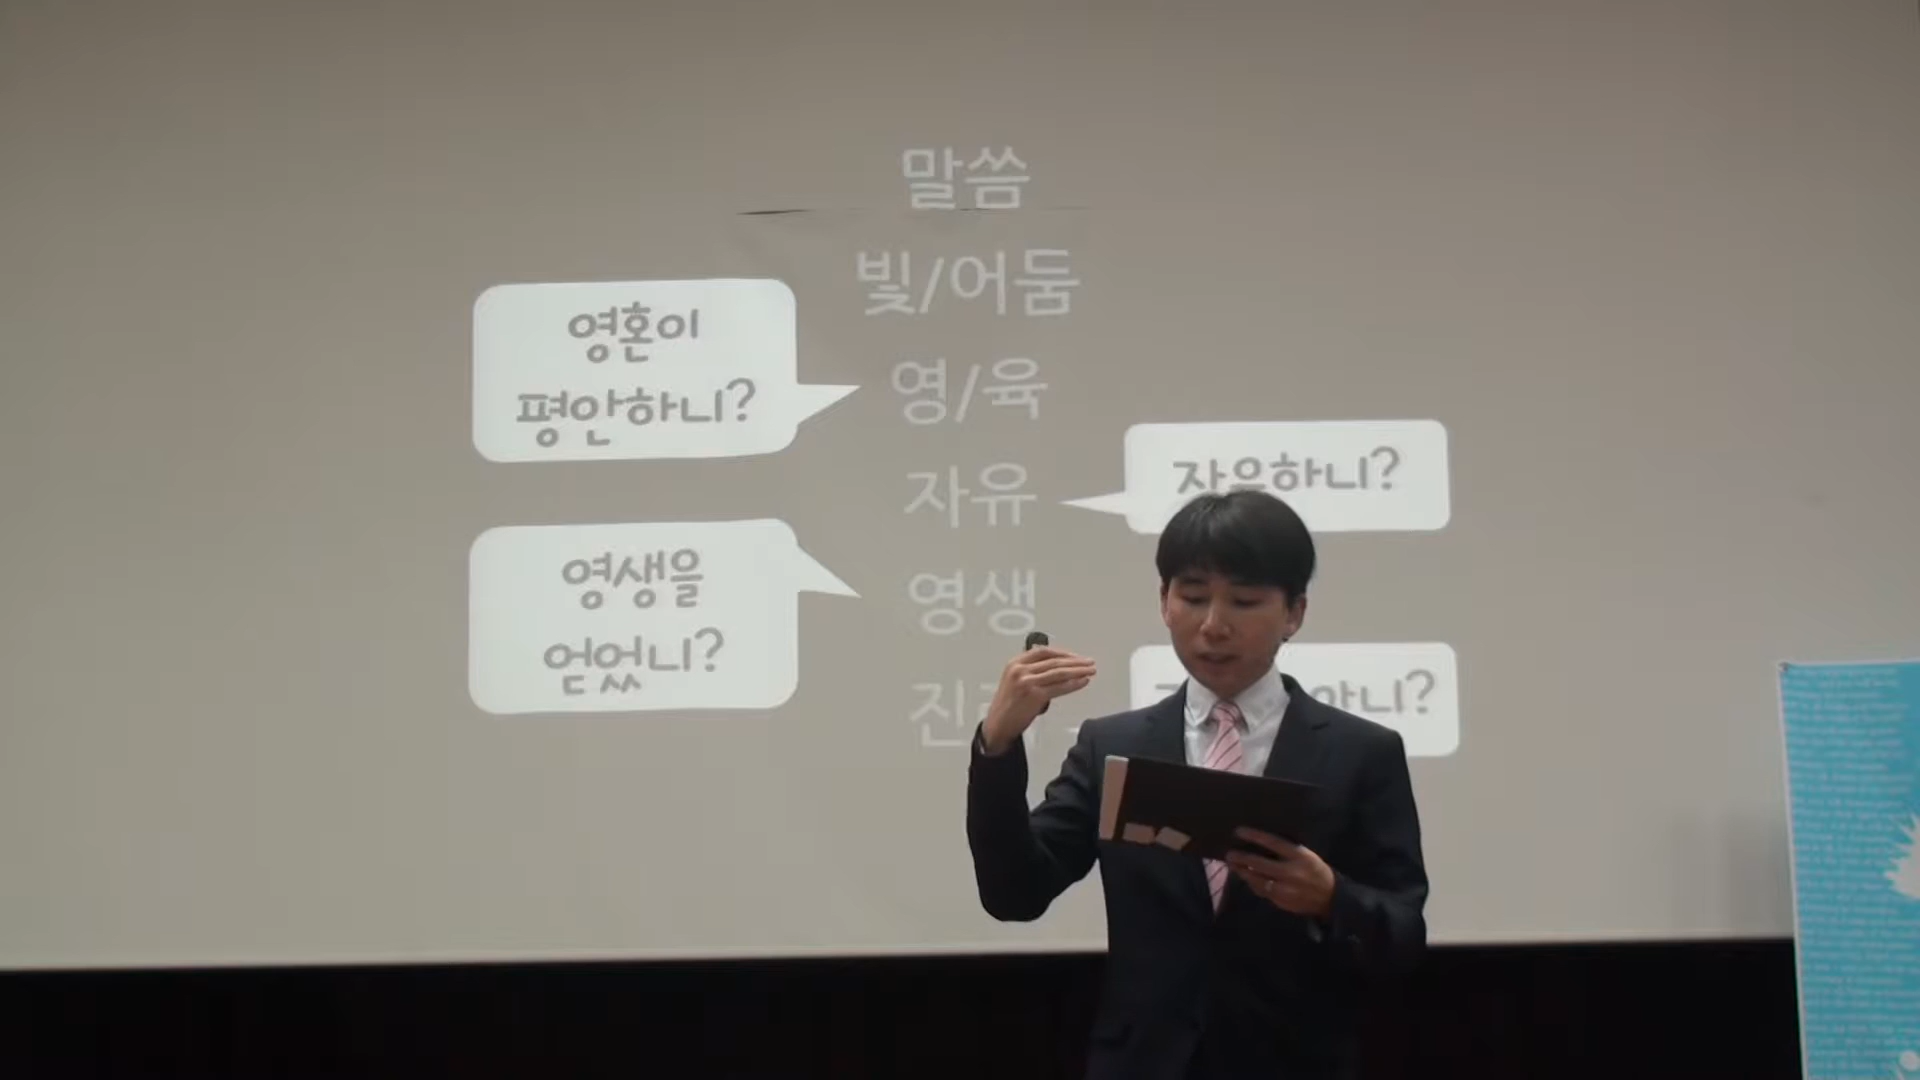 말씀
빛/어둠
영혼이
평안하니?
영/육
자유
자유하니?
영생을
얻었니?
영생